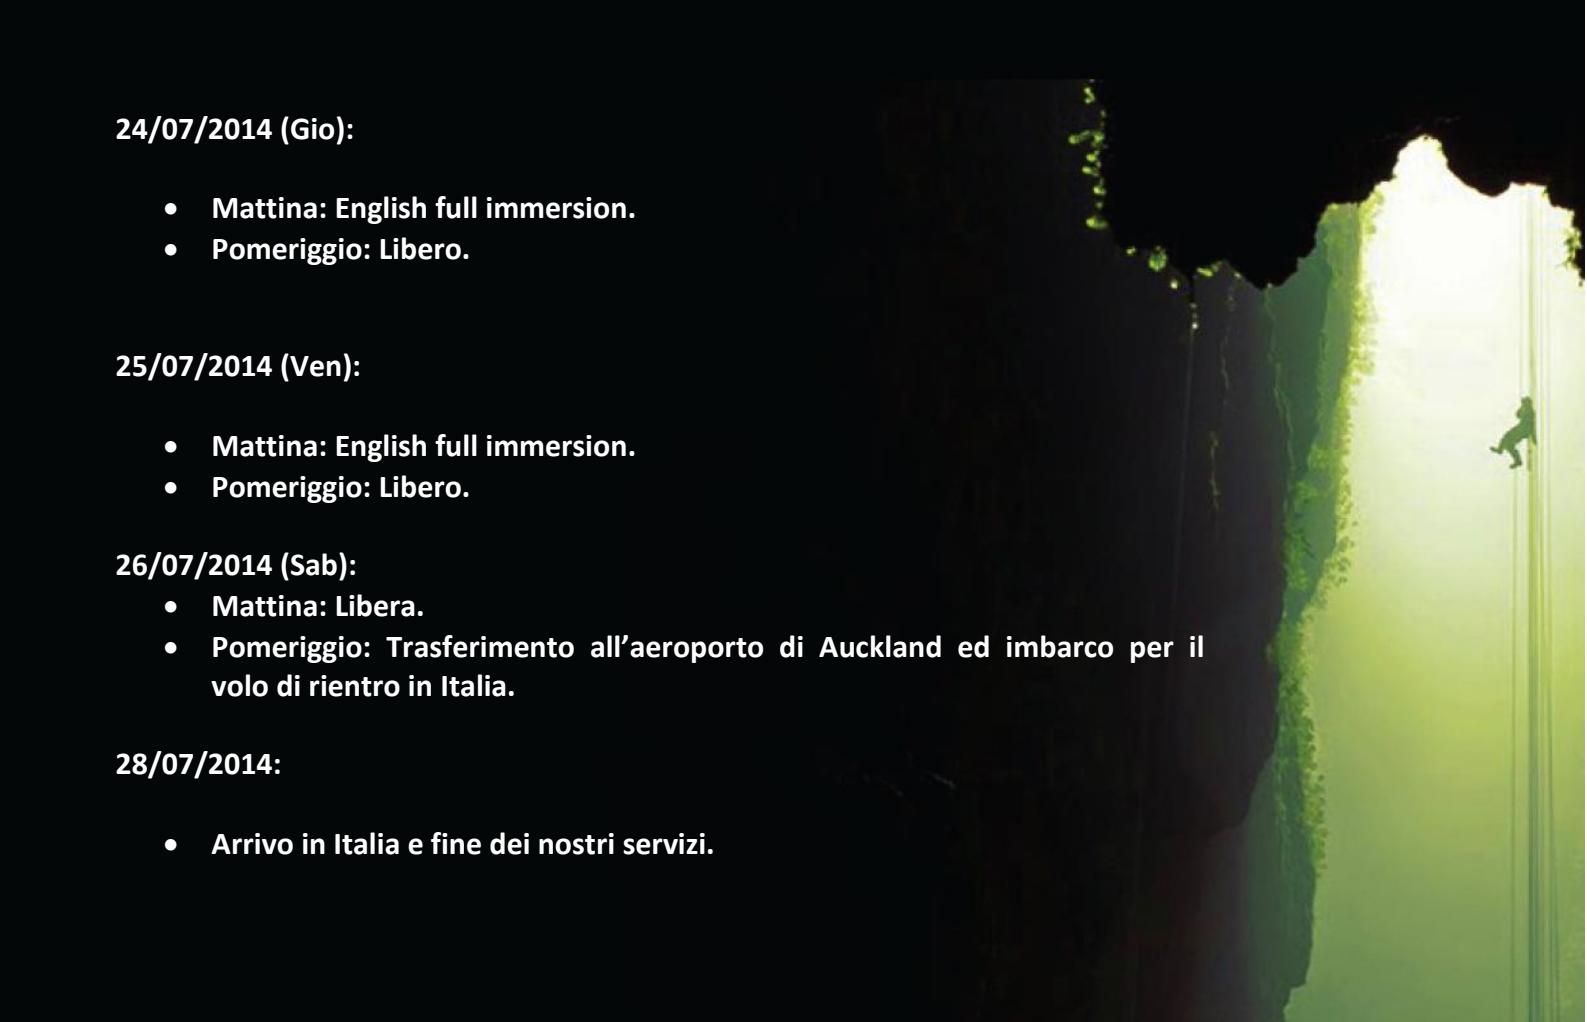 24/07/2014 (Gio):
• Mattina: English full immersion.
• Pomeriggio: Libero.
25/07/2014 (Ven):
• Mattina: English full immersion.
• Pomeriggio: Libero.
26/07/2014 (Sab):
• Mattina: Libera.
• Pomeriggio: Trasferimento all’aeroporto di Auckland ed imbarco per il
volo di rientro in Italia.
28/07/2014:
• Arrivo in Italia e fine dei nostri servizi.